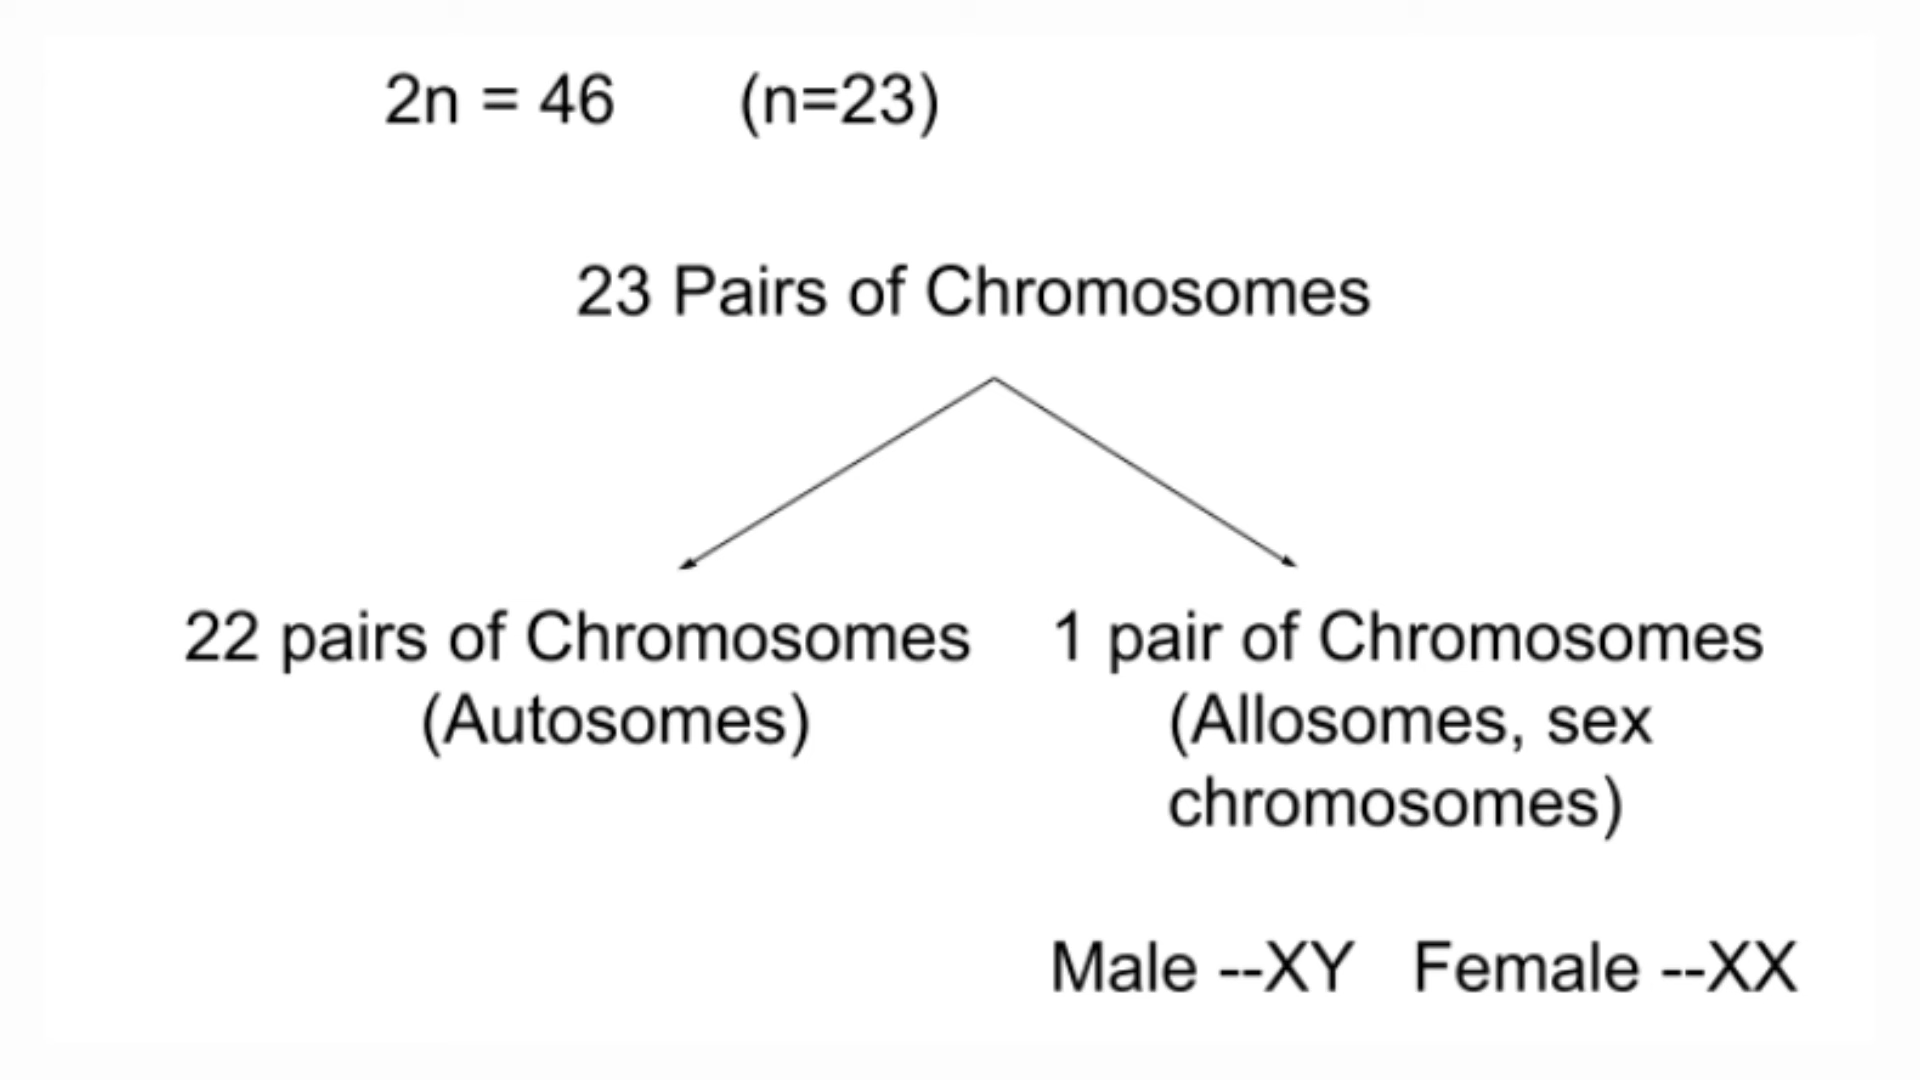 2n = 46 (n=23)
23 Pairs of Chromosomes
22 pairs of Chromosomes
(Autosomes)
1 pair of Chromosomes
(Allosomes, sex
chromosomes)
Male --XY Female --XX